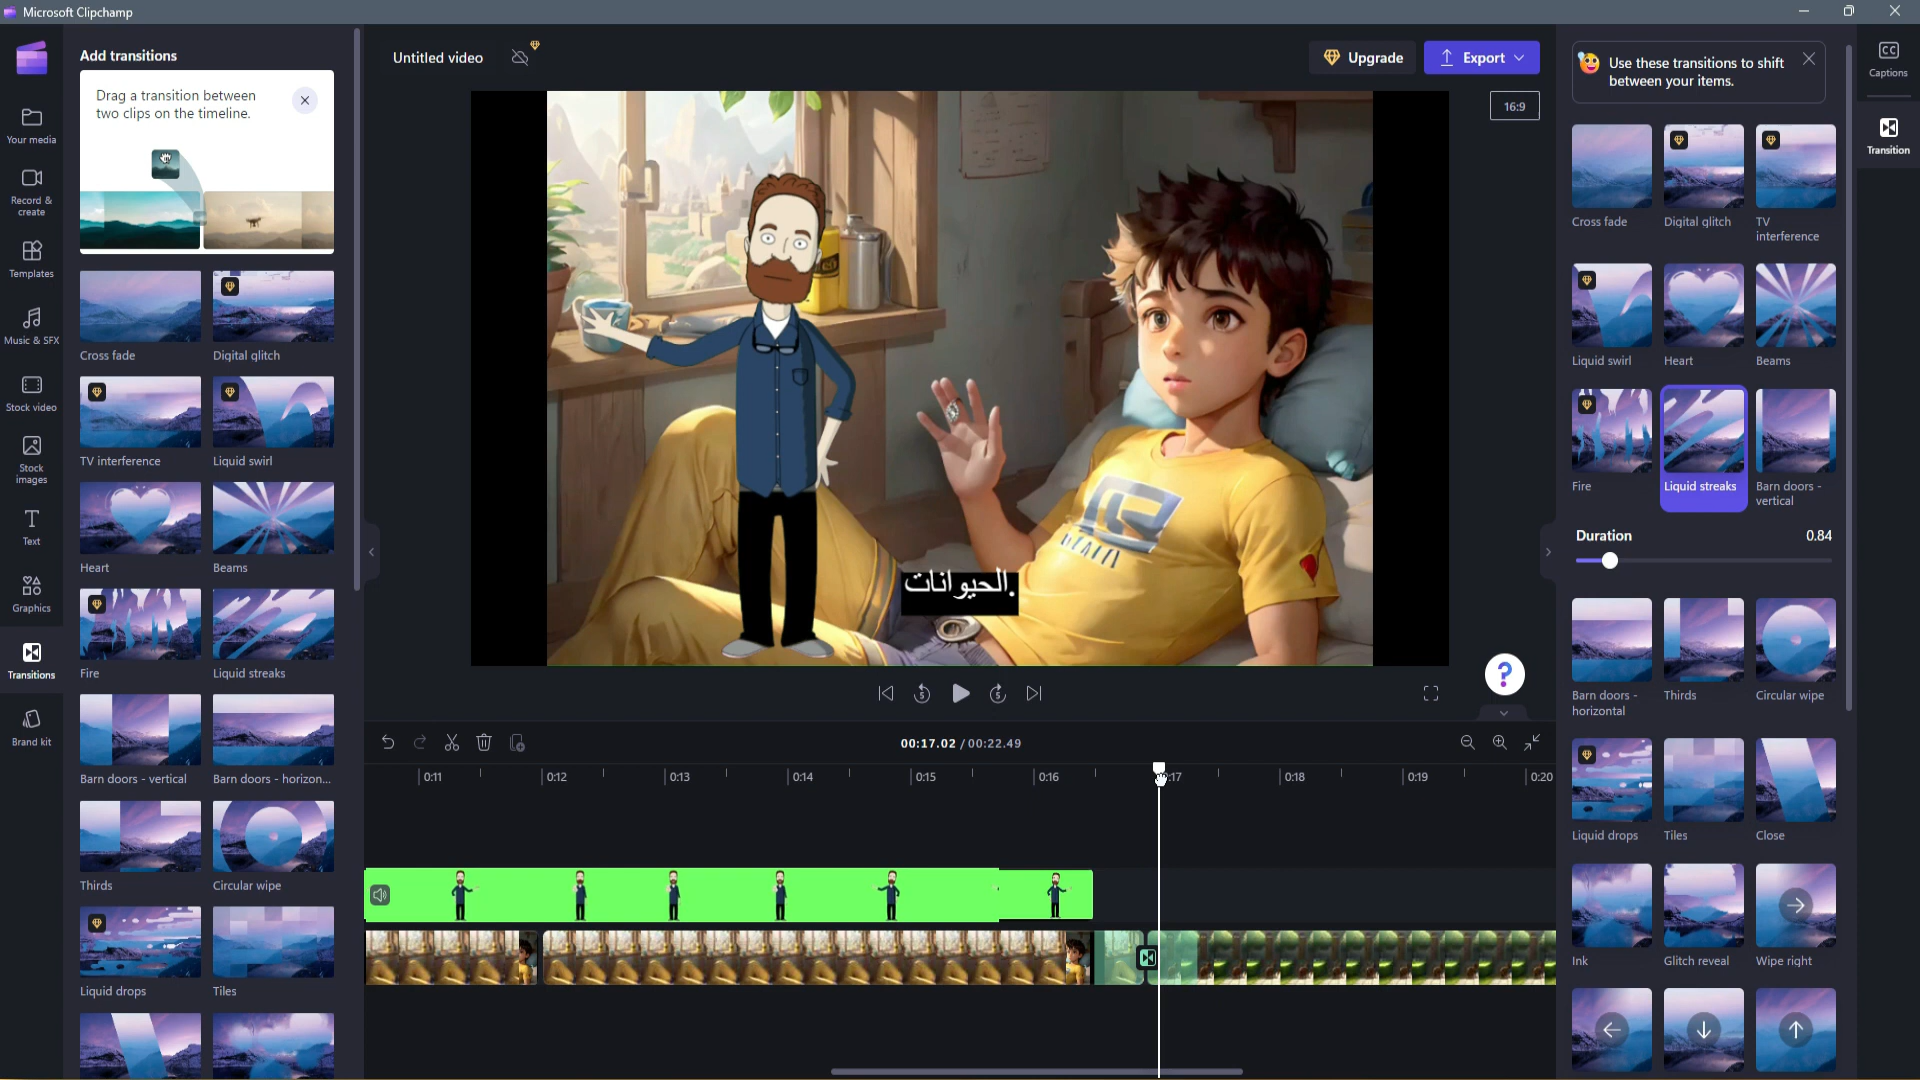 Microsoft Clipchamp
Your media
Record & create
Templates
Music & SFX
Stock video
Stock images
Text
Graphics
Transitions
Brand kit
Add transitions
Drag a transition between
two clips on the timeline.
Cross fade
Digital glitch
TV interference
Liquid swirl
Heart
Beams
Fire
Liquid streaks
Barn doors - vertical
Barn doors - horizon...
Thirds
Circular wipe
Liquid drops
Tiles
Untitled video
Upgrade
Export
16:9
الحيوانات.
5
5
?
00:17.02 / 00:22.49
0:11
0:12
0:13
0:14
0:15
0:16
:17
0:18
0:19
0:20
Use these transitions to shift
between your items.
Cross fade
Digital glitch
TV
interference
Liquid swirl
Heart
Beams
Fire
Liquid streaks
Barn doors -
vertical
Duration 0.84
Barn doors -
horizontal
Thirds
Circular wipe
Liquid drops
Tiles
Close
Ink
Glitch reveal
Wipe right
CC
Captions
Transition